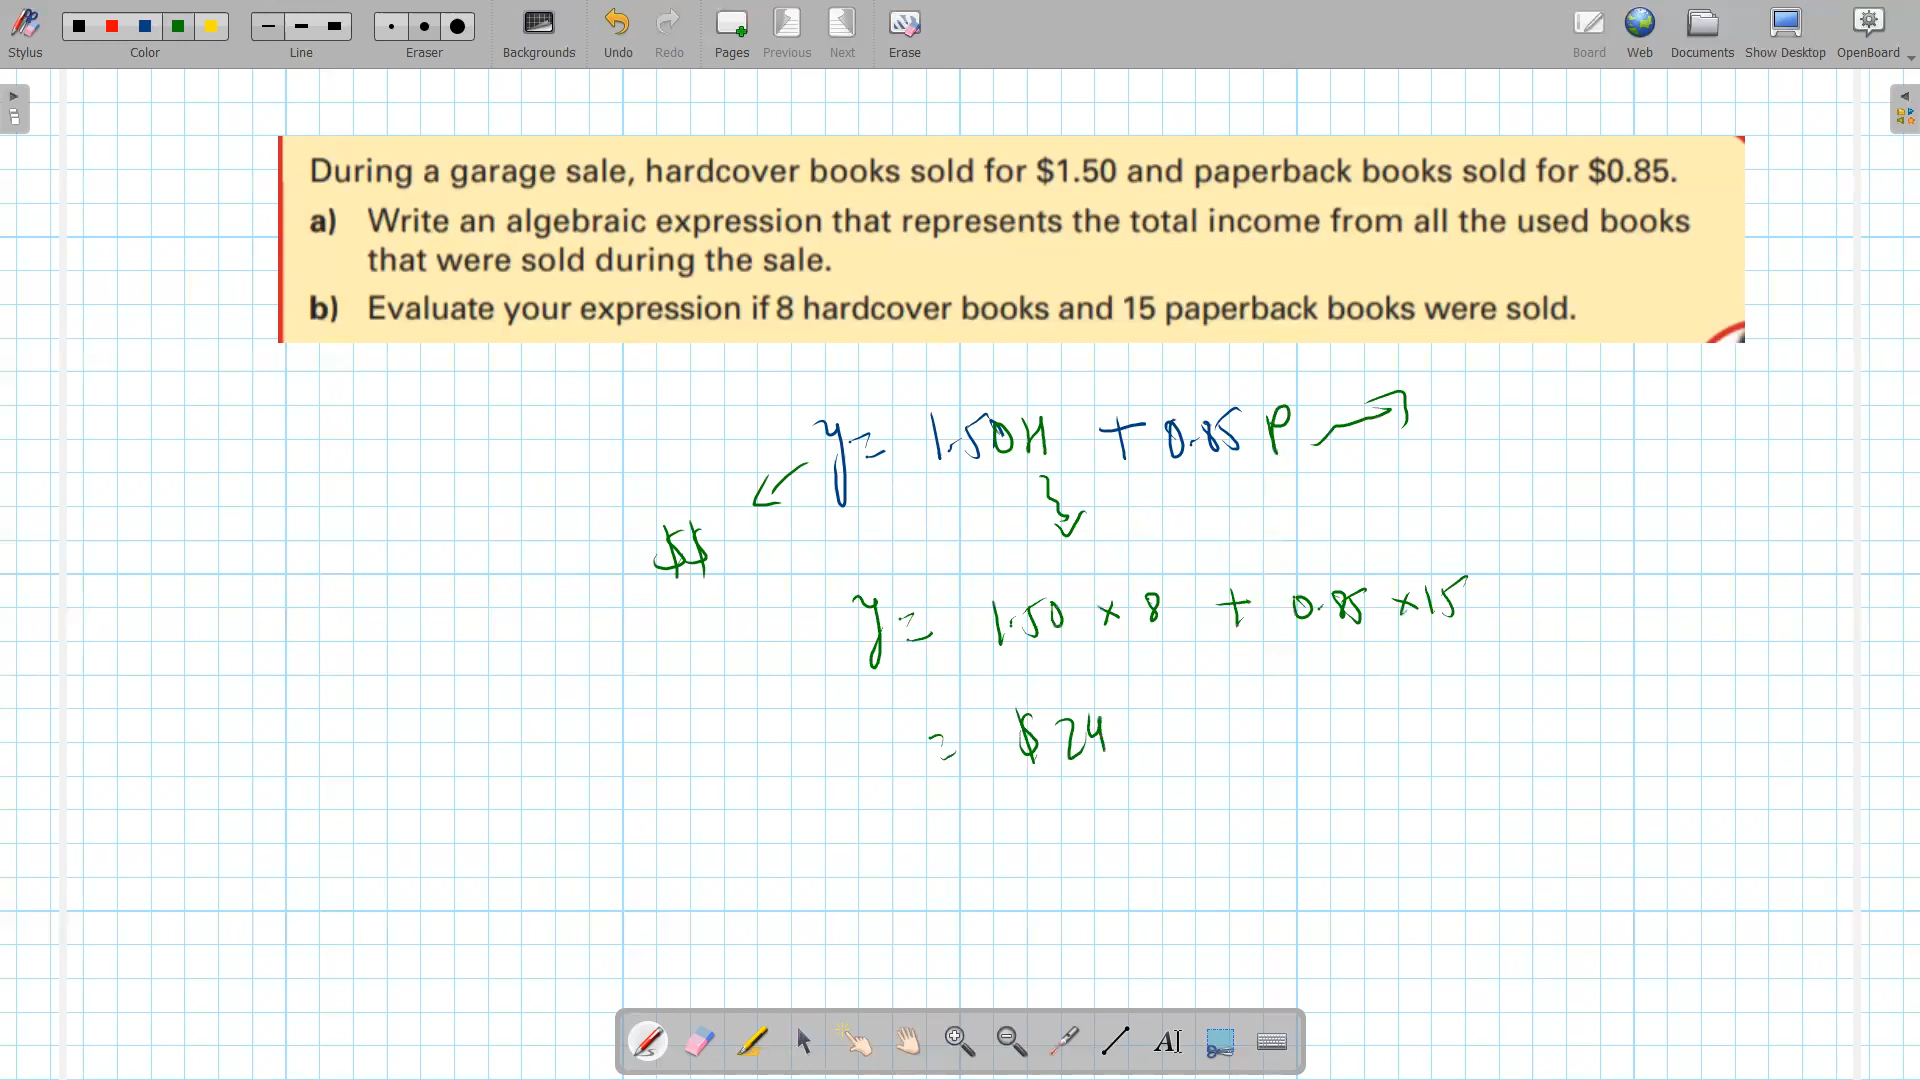 Stylus Color Line Eraser Backgrounds Undo Redo Pages Previous Next Erase Board Web Documents Show Desktop OpenBoard
During a garage sale, hardcover books sold for $1.50 and paperback books sold for $0.85.
a) Write an algebraic expression that represents the total income from all the used books
that were sold during the sale.
b) Evaluate your expression if 8 hardcover books and 15 paperback books were sold.
y = 1.50H + 0.85 P
$$
y = 1.50 × 8 + 0.85 × 15
= $ 24
AI